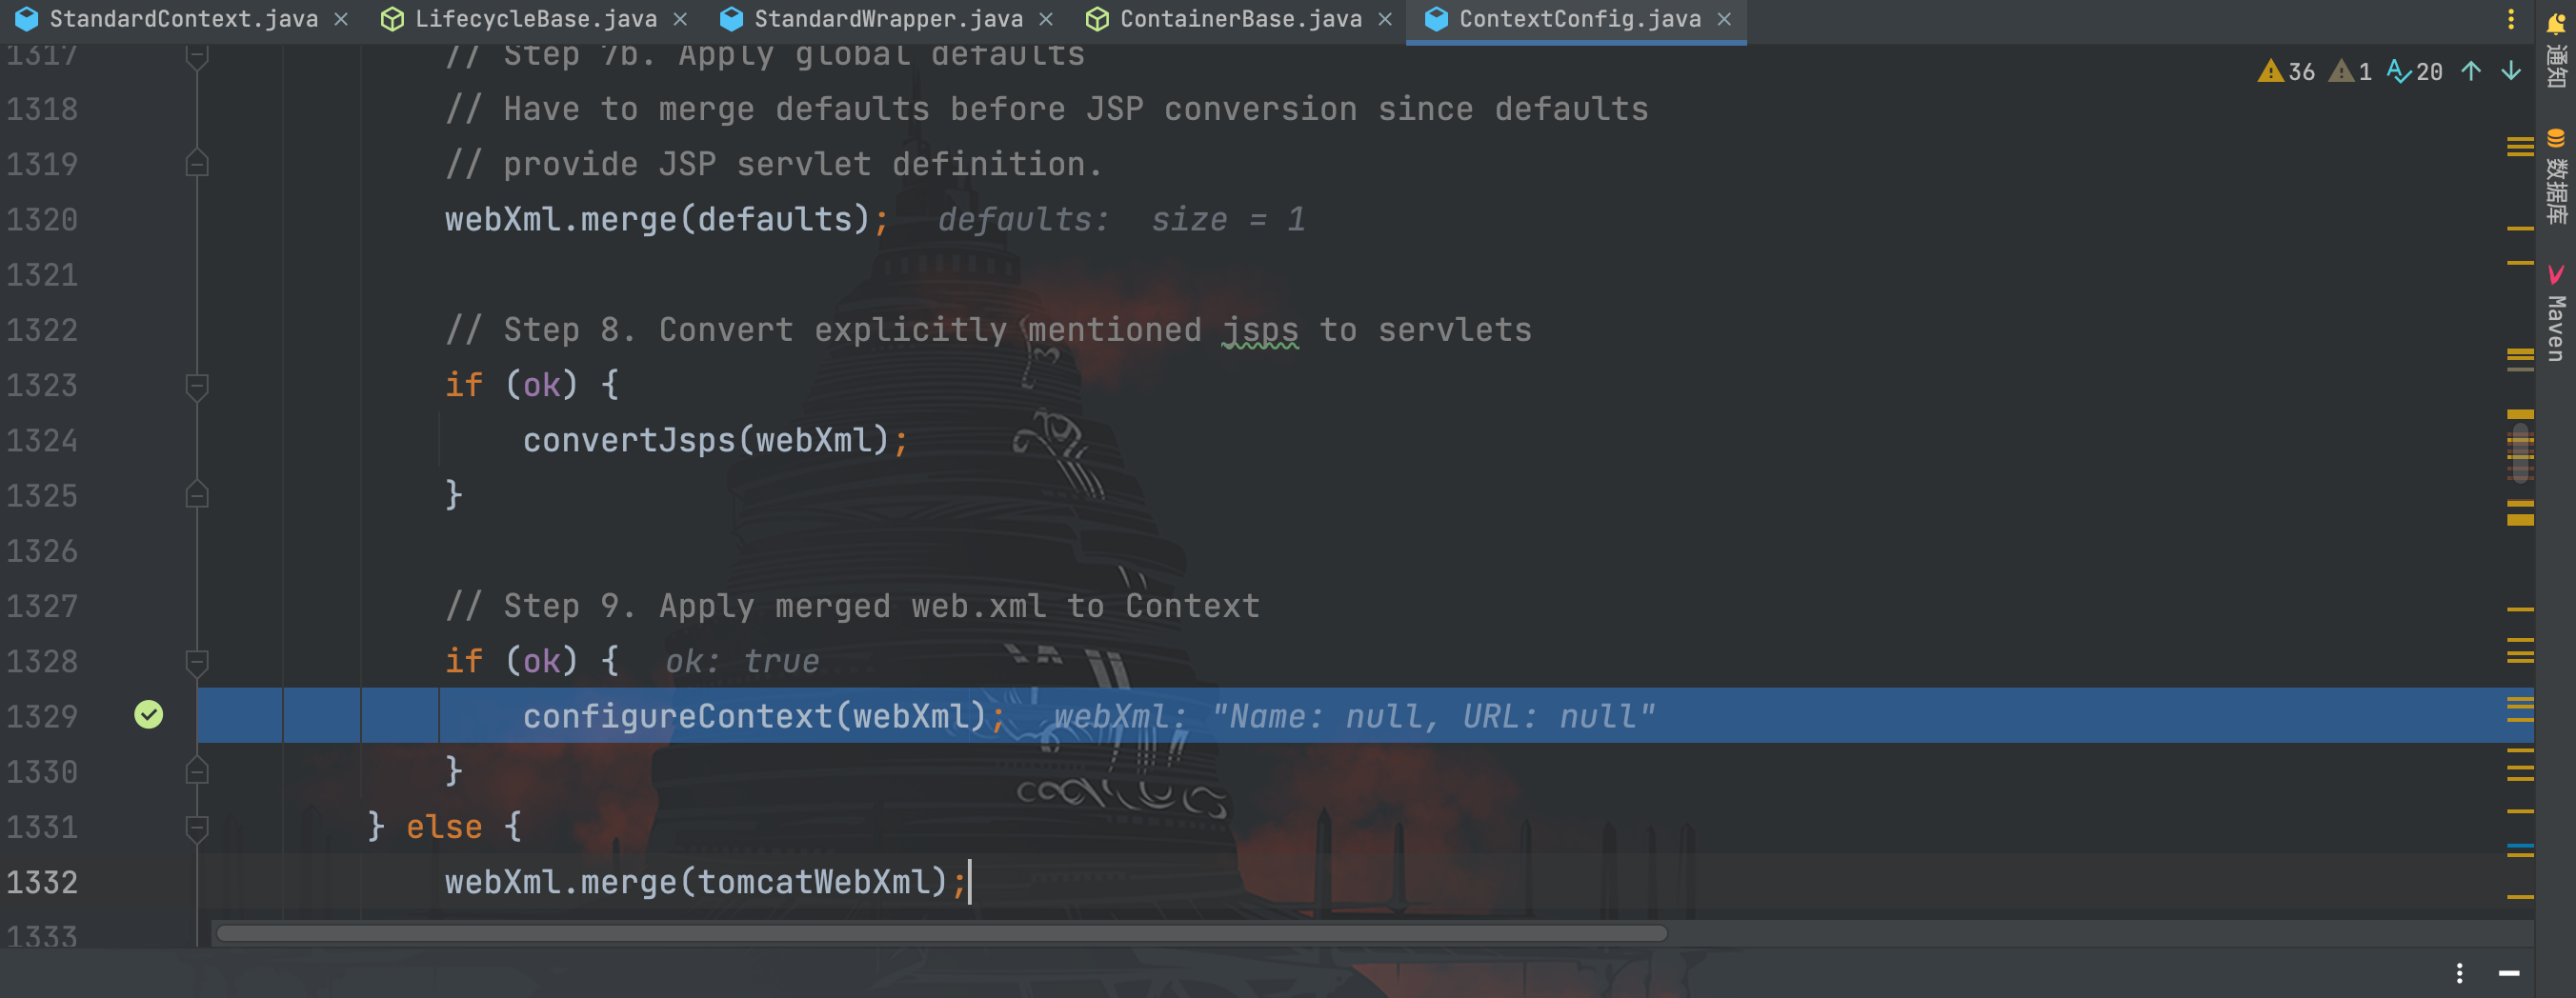 StandardContext.java × LifecycleBase.java × StandardWrapper.java × ContainerBase.java × ContextConfig.java ×
36 1 20
1317 // Step 7b. Apply global defaults
1318 // Have to merge defaults before JSP conversion since defaults
1319 // provide JSP servlet definition.
1320 webXml.merge(defaults); defaults: size = 1
1321
1322 // Step 8. Convert explicitly mentioned jsps to servlets
1323 if (ok) {
1324 convertJsps(webXml);
1325 }
1326
1327 // Step 9. Apply merged web.xml to Context
1328 if (ok) { ok: true
1329 configureContext(webXml); webXml: "Name: null, URL: null"
1330 }
1331 } else {
1332 webXml.merge(tomcatWebXml);
1333
通知
数据库
Maven